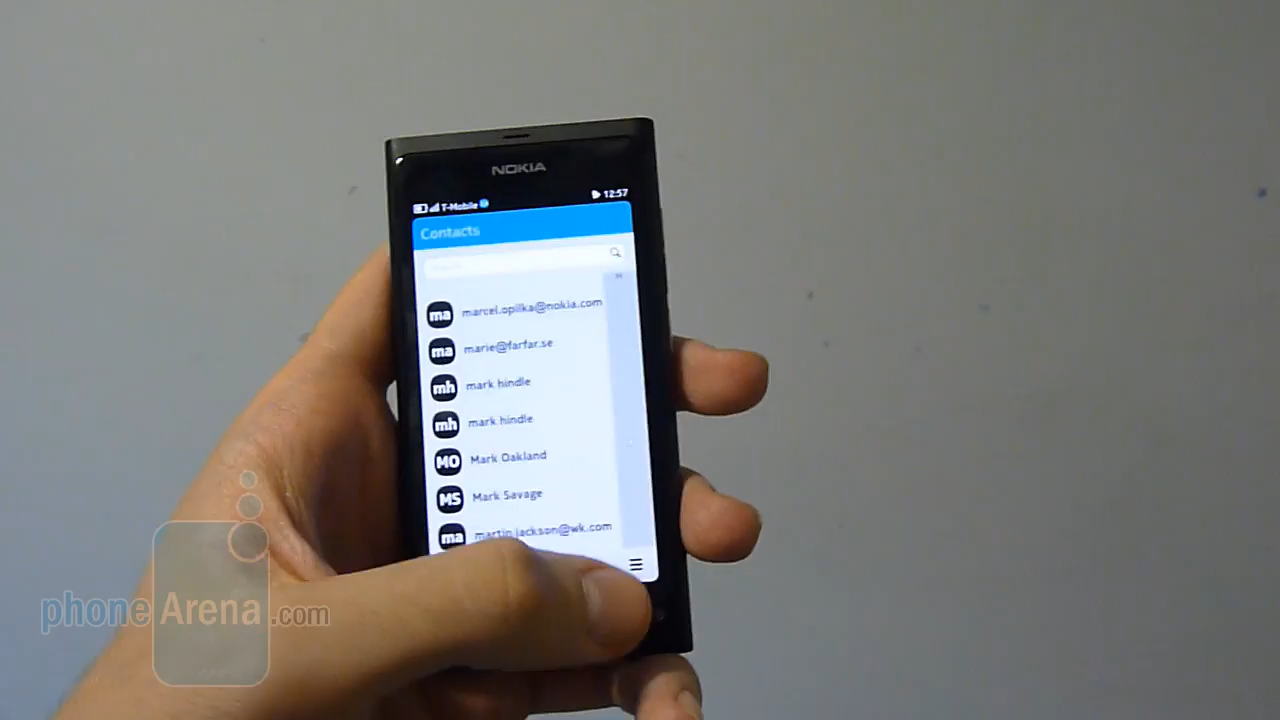 NOKIA
T-Mobile
12:57
Contacts
ma marcel.opilka@nokia.com
ma marie@farfar.se
mh mark hindle
mh mark hindle
MO Mark Oakland
MS Mark Savage
ma martin.jackson@wk.com
phoneArena.com